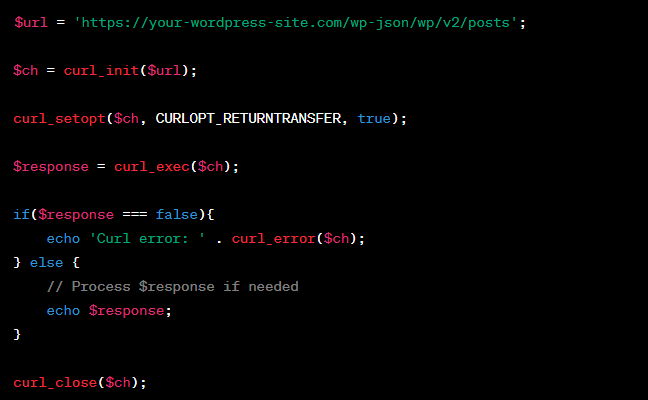 $url = 'https://your-wordpress-site.com/wp-json/wp/v2/posts';
$ch = curl_init($url);
curl_setopt($ch, CURLOPT_RETURNTRANSFER, true);
$response = curl_exec($ch);
if($response === false){
    echo 'Curl error: ' . curl_error($ch);
} else {
    // Process $response if needed
    echo $response;
}
curl_close($ch);